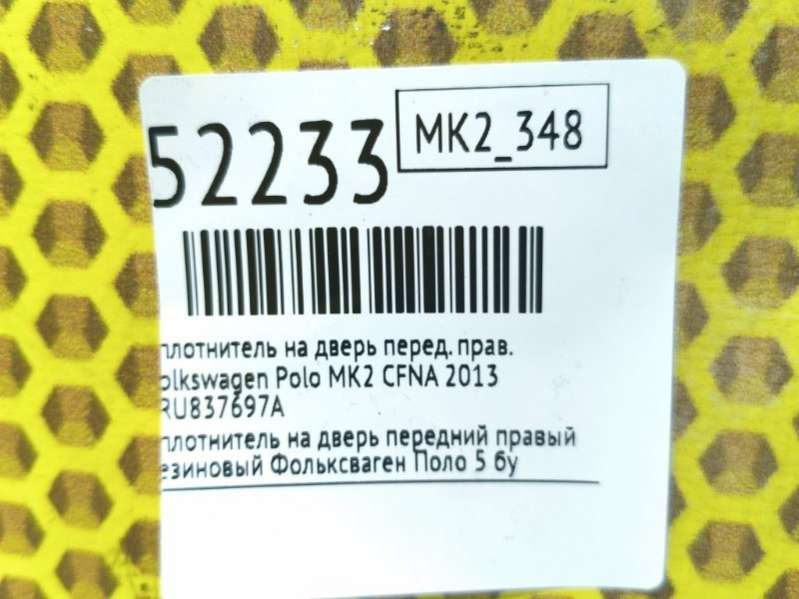 52233
MK2_348
плотнитель на дверь перед. прав.
olkswagen Polo MK2 CFNA 2013
RU837697A
плотнитель на дверь передний правый
езиновый Фольксваген Поло 5 бу